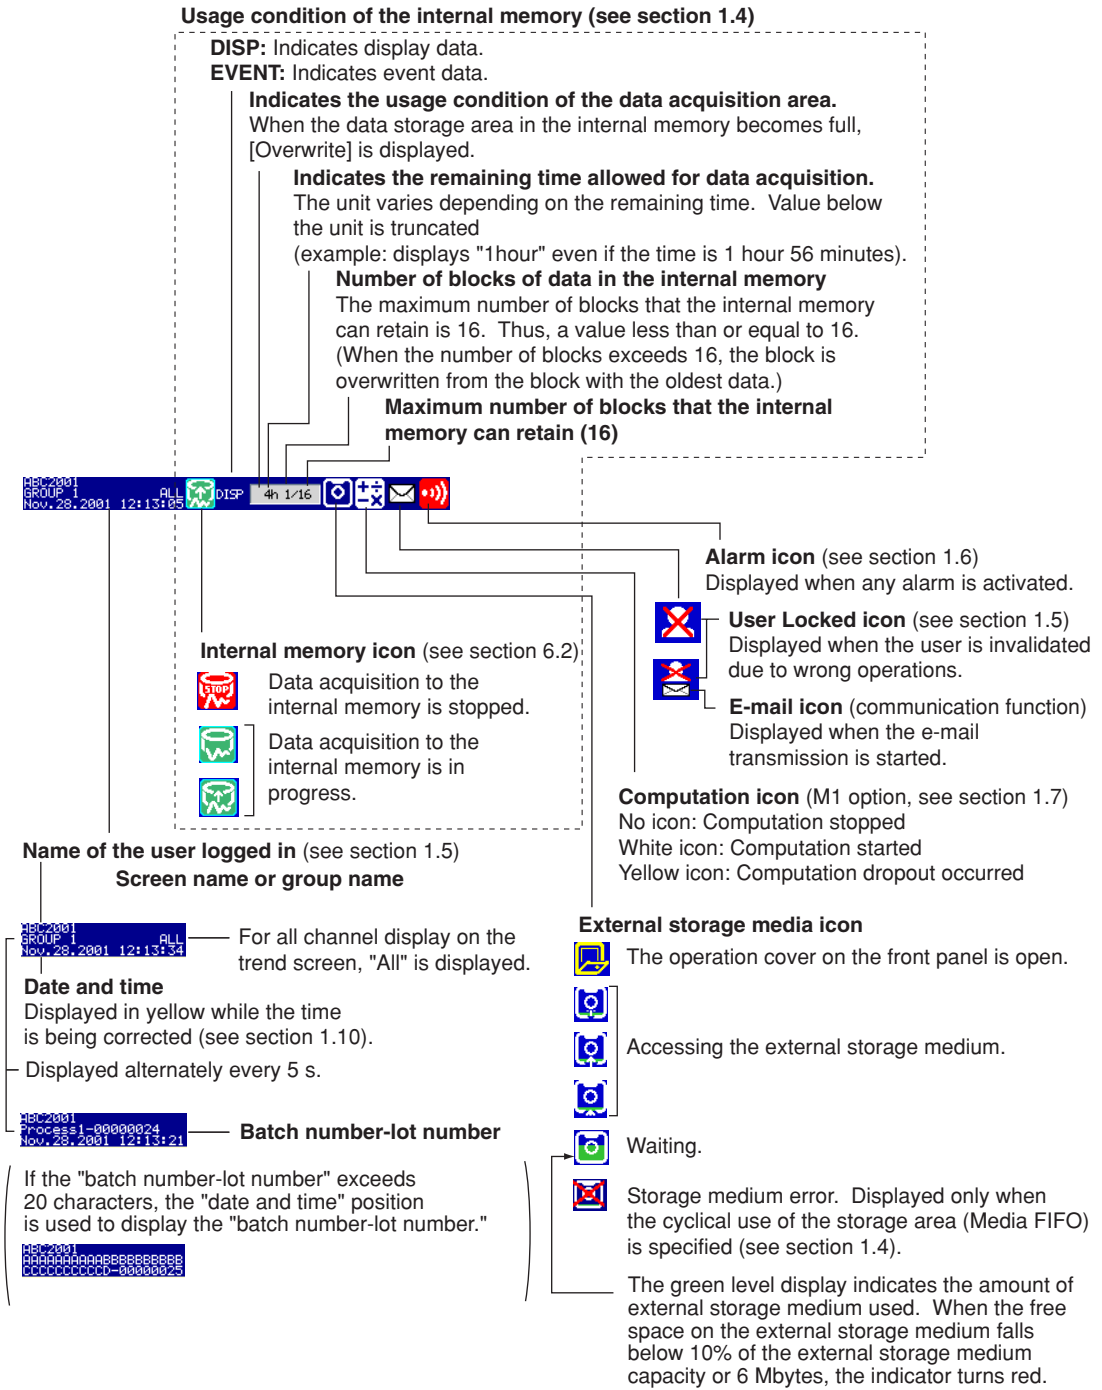 Usage condition of the internal memory (see section 1.4)
DISP: Indicates display data.
EVENT: Indicates event data.
Indicates the usage condition of the data acquisition area.
When the data storage area in the internal memory becomes full,
[Overwrite] is displayed.
Indicates the remaining time allowed for data acquisition.
The unit varies depending on the remaining time. Value below
the unit is truncated
(example: displays "1hour" even if the time is 1 hour 56 minutes).
Number of blocks of data in the internal memory
The maximum number of blocks that the internal memory
can retain is 16. Thus, a value less than or equal to 16.
(When the number of blocks exceeds 16, the block is
overwritten from the block with the oldest data.)
Maximum number of blocks that the internal
memory can retain (16)
ABC2001
GROUP 1 ALL
Nov.28.2001 12:13:05
DISP 4h 1/16
Alarm icon (see section 1.6)
Displayed when any alarm is activated.
User Locked icon (see section 1.5)
Displayed when the user is invalidated
due to wrong operations.
E-mail icon (communication function)
Displayed when the e-mail
transmission is started.
Internal memory icon (see section 6.2)
STOP
Data acquisition to the
internal memory is stopped.
Data acquisition to the
internal memory is in
progress.
Computation icon (M1 option, see section 1.7)
No icon: Computation stopped
White icon: Computation started
Yellow icon: Computation dropout occurred
Name of the user logged in (see section 1.5)
Screen name or group name
ABC2001
GROUP 1 ALL
Nov.28.2001 12:13:34
For all channel display on the
trend screen, "All" is displayed.
Date and time
Displayed in yellow while the time
is being corrected (see section 1.10).
Displayed alternately every 5 s.
ABC2001
Process1-00000024
Nov.28.2001 12:13:21
Batch number-lot number
If the "batch number-lot number" exceeds
20 characters, the "date and time" position
is used to display the "batch number-lot number."
ABC2001
AAAAAAAAAABBBBBBBBBB
CCCCCCCCCCD-00000025
External storage media icon
The operation cover on the front panel is open.
Accessing the external storage medium.
Waiting.
Storage medium error. Displayed only when
the cyclical use of the storage area (Media FIFO)
is specified (see section 1.4).
The green level display indicates the amount of
external storage medium used. When the free
space on the external storage medium falls
below 10% of the external storage medium
capacity or 6 Mbytes, the indicator turns red.